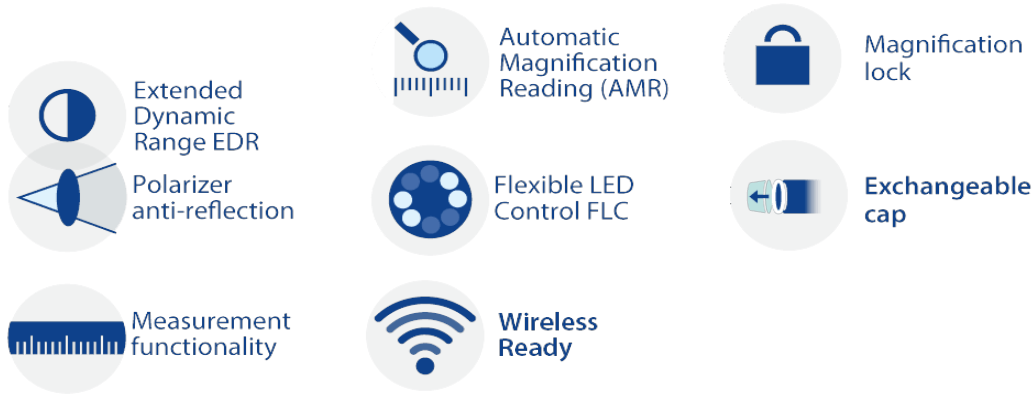 Extended
Dynamic
Range EDR
Polarizer
anti-reflection
Measurement
functionality
Automatic
Magnification
Reading (AMR)
Flexible LED
Control FLC
Wireless
Ready
Magnification
lock
Exchangeable
cap